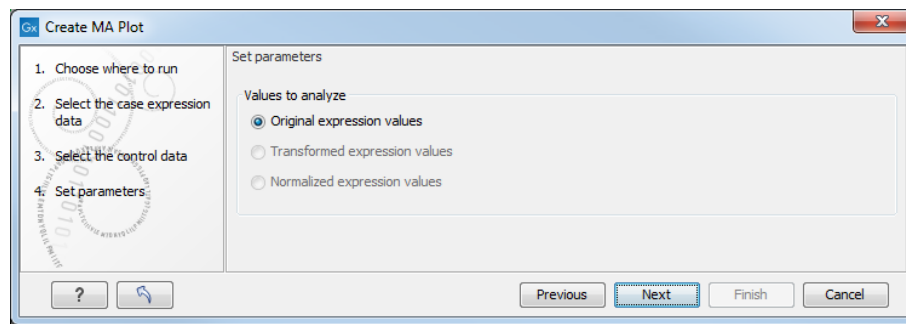 Gx Create MA Plot
X
1. Choose where to run
2. Select the case expression
data
3. Select the control data
4. Set parameters
Set parameters
Values to analyze
Original expression values
Transformed expression values
Normalized expression values
?
Previous
Next
Finish
Cancel